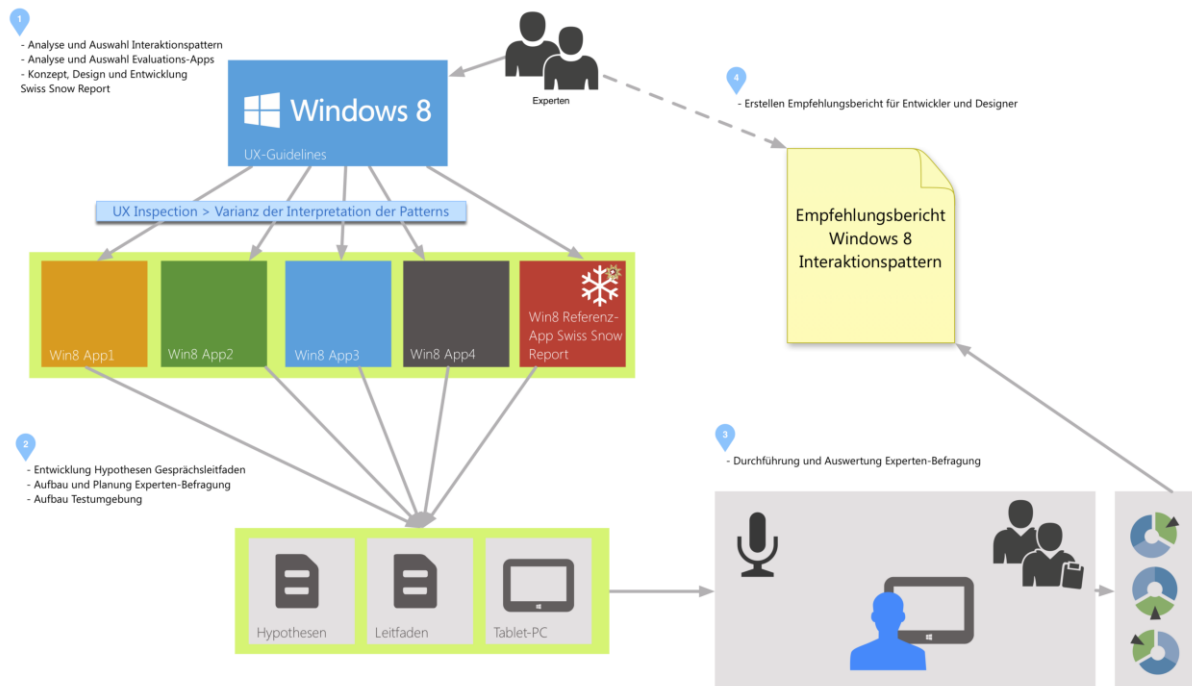 1
- Analyse und Auswahl Interaktionspattern
- Analyse und Auswahl Evaluations-Apps
- Konzept, Design und Entwicklung
Swiss Snow Report
Experten
Windows 8
UX-Guidelines
UX Inspection > Varianz der Interpretation der Patterns
Win8 App1
Win8 App2
Win8 App3
Win8 App4
Win8 Referenz-
App Swiss Snow
Report
2
- Entwicklung Hypothesen Gesprächsleitfaden
- Aufbau und Planung Experten-Befragung
- Aufbau Testumgebung
Hypothesen
Leitfaden
Tablet-PC
3
- Durchführung und Auswertung Experten-Befragung
4
- Erstellen Empfehlungsbericht für Entwickler und Designer
Empfehlungsbericht
Windows 8
Interaktionspattern